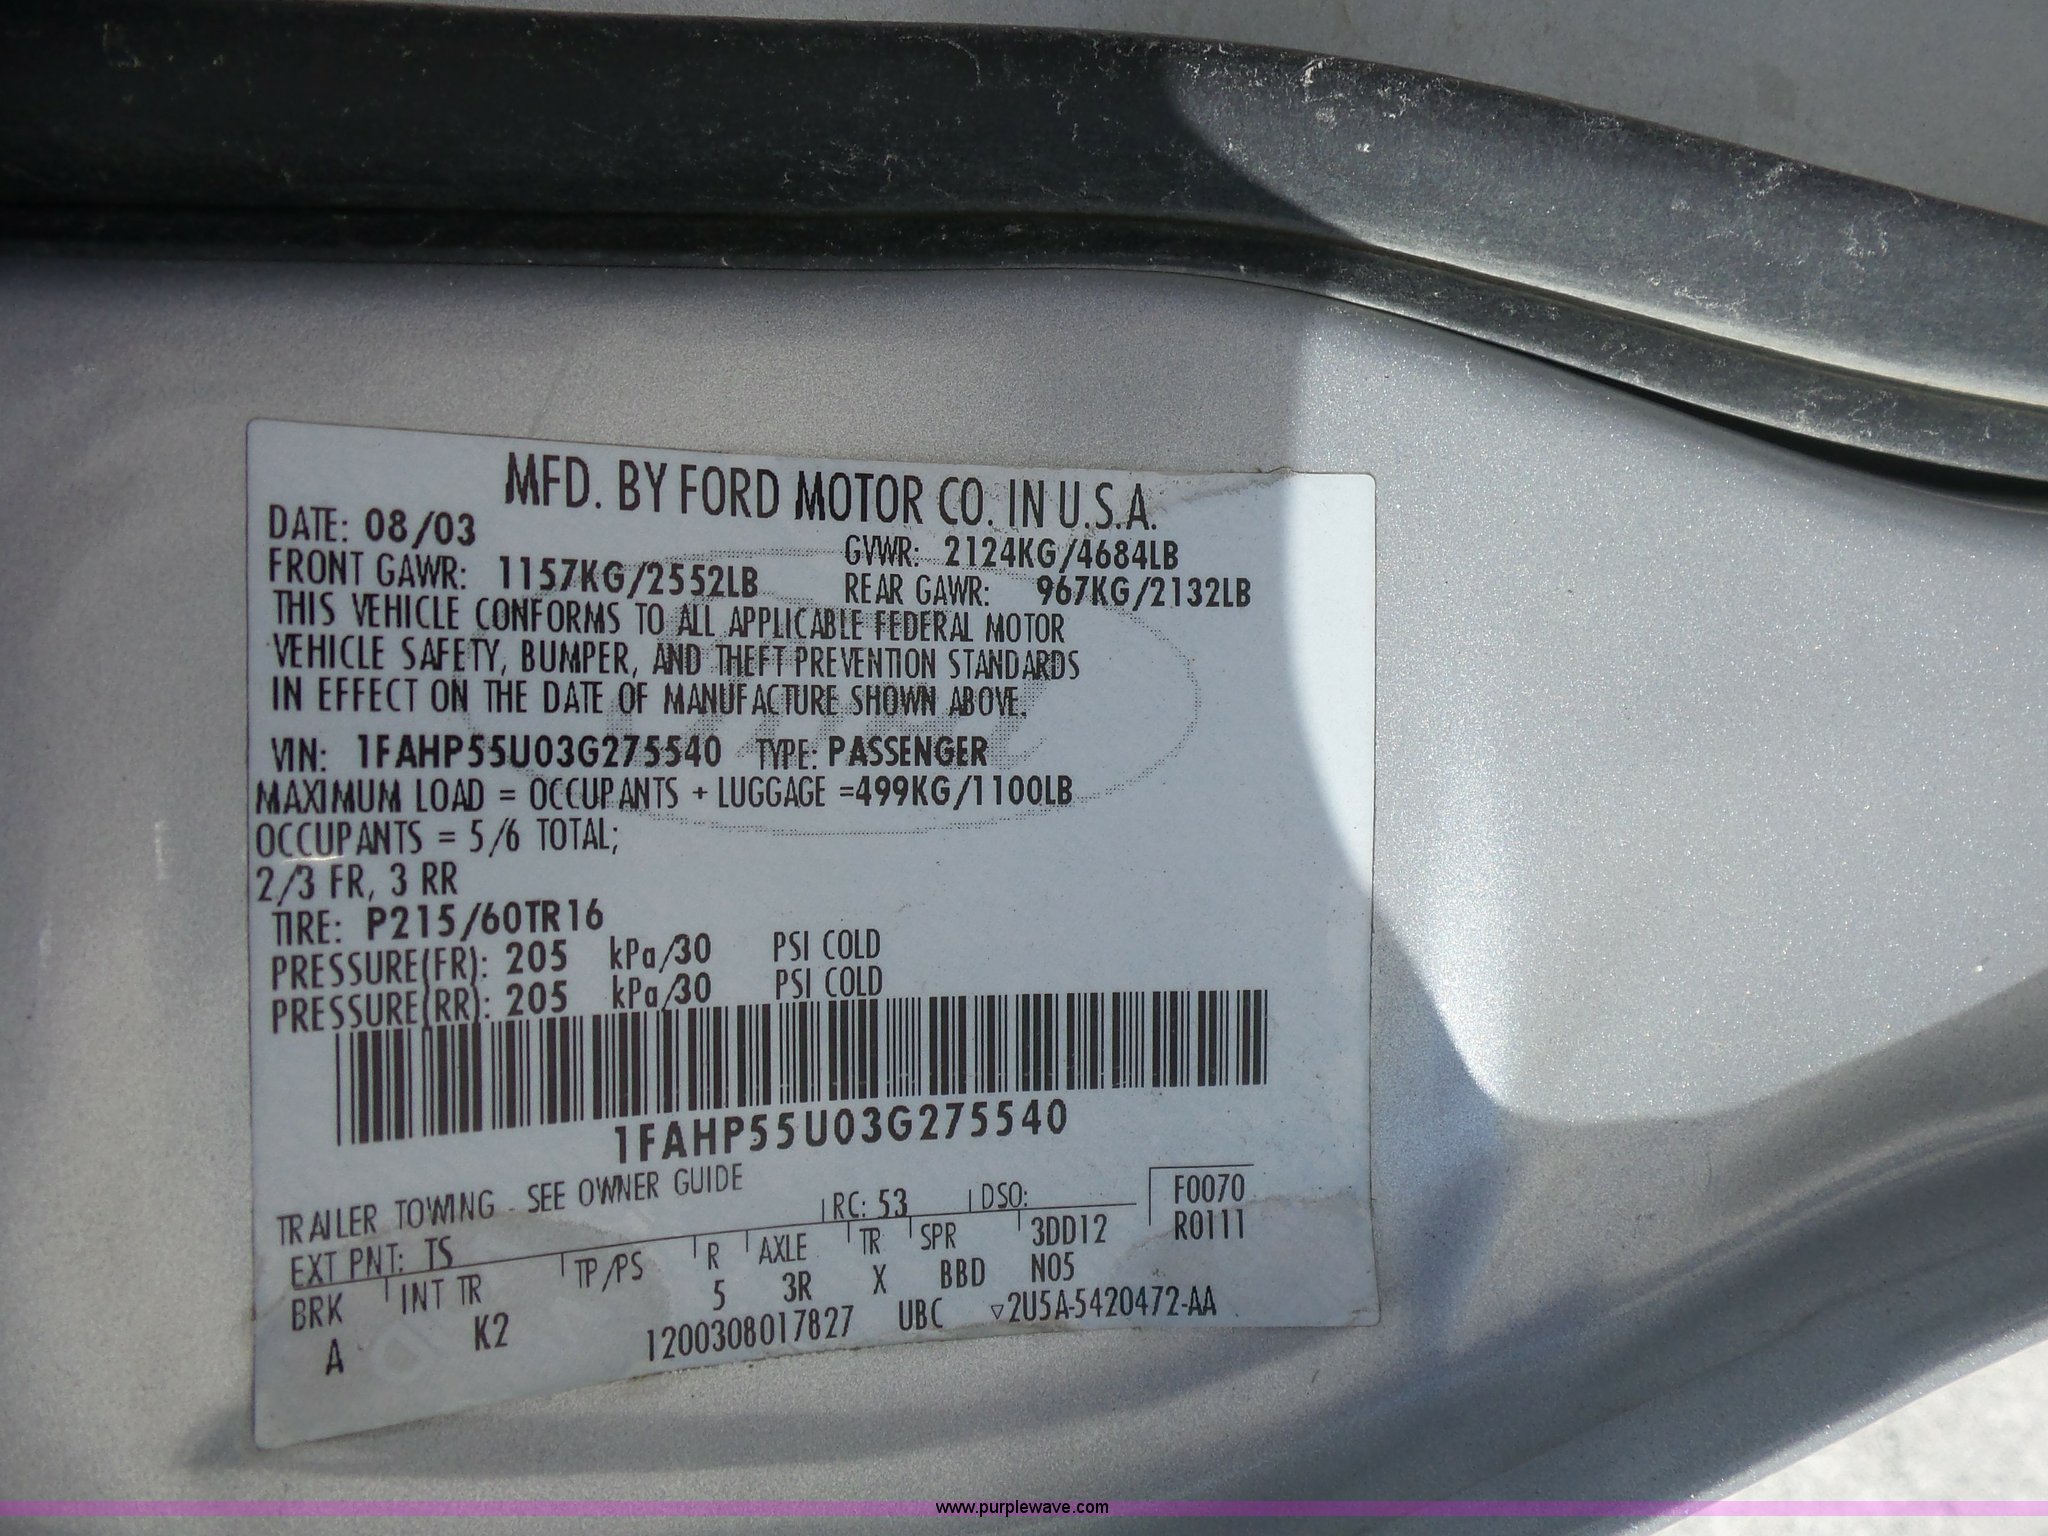 MFD. BY FORD MOTOR CO. IN U.S.A.
DATE: 08/03 GVWR: 2124KG/4684LB
FRONT GAWR: 1157KG/2552LB REAR GAWR: 967KG/2132LB
THIS VEHICLE CONFORMS TO ALL APPLICABLE FEDERAL MOTOR
VEHICLE SAFETY, BUMPER, AND THEFT PREVENTION STANDARDS
IN EFFECT ON THE DATE OF MANUFACTURE SHOWN ABOVE.
VIN: 1FAHP55U03G275540 TYPE: PASSENGER
MAXIMUM LOAD = OCCUPANTS + LUGGAGE =499KG/1100LB
OCCUPANTS = 5/6 TOTAL;
2/3 FR, 3 RR
TIRE: P215/60TR16
PRESSURE(FR): 205 kPa/30 PSI COLD
PRESSURE(RR): 205 kPa/30 PSI COLD
1FAHP55U03G275540
TRAILER TOWING - SEE OWNER GUIDE
EXT PNT: TS RC: 53 DSO: F0070
BRK INT TR TP/PS R AXLE TR SPR 3DD12 R0111
A K2 5 3R X BBD N05
1200308017827 UBC ▿2U5A-5420472-AA
www.purplewave.com